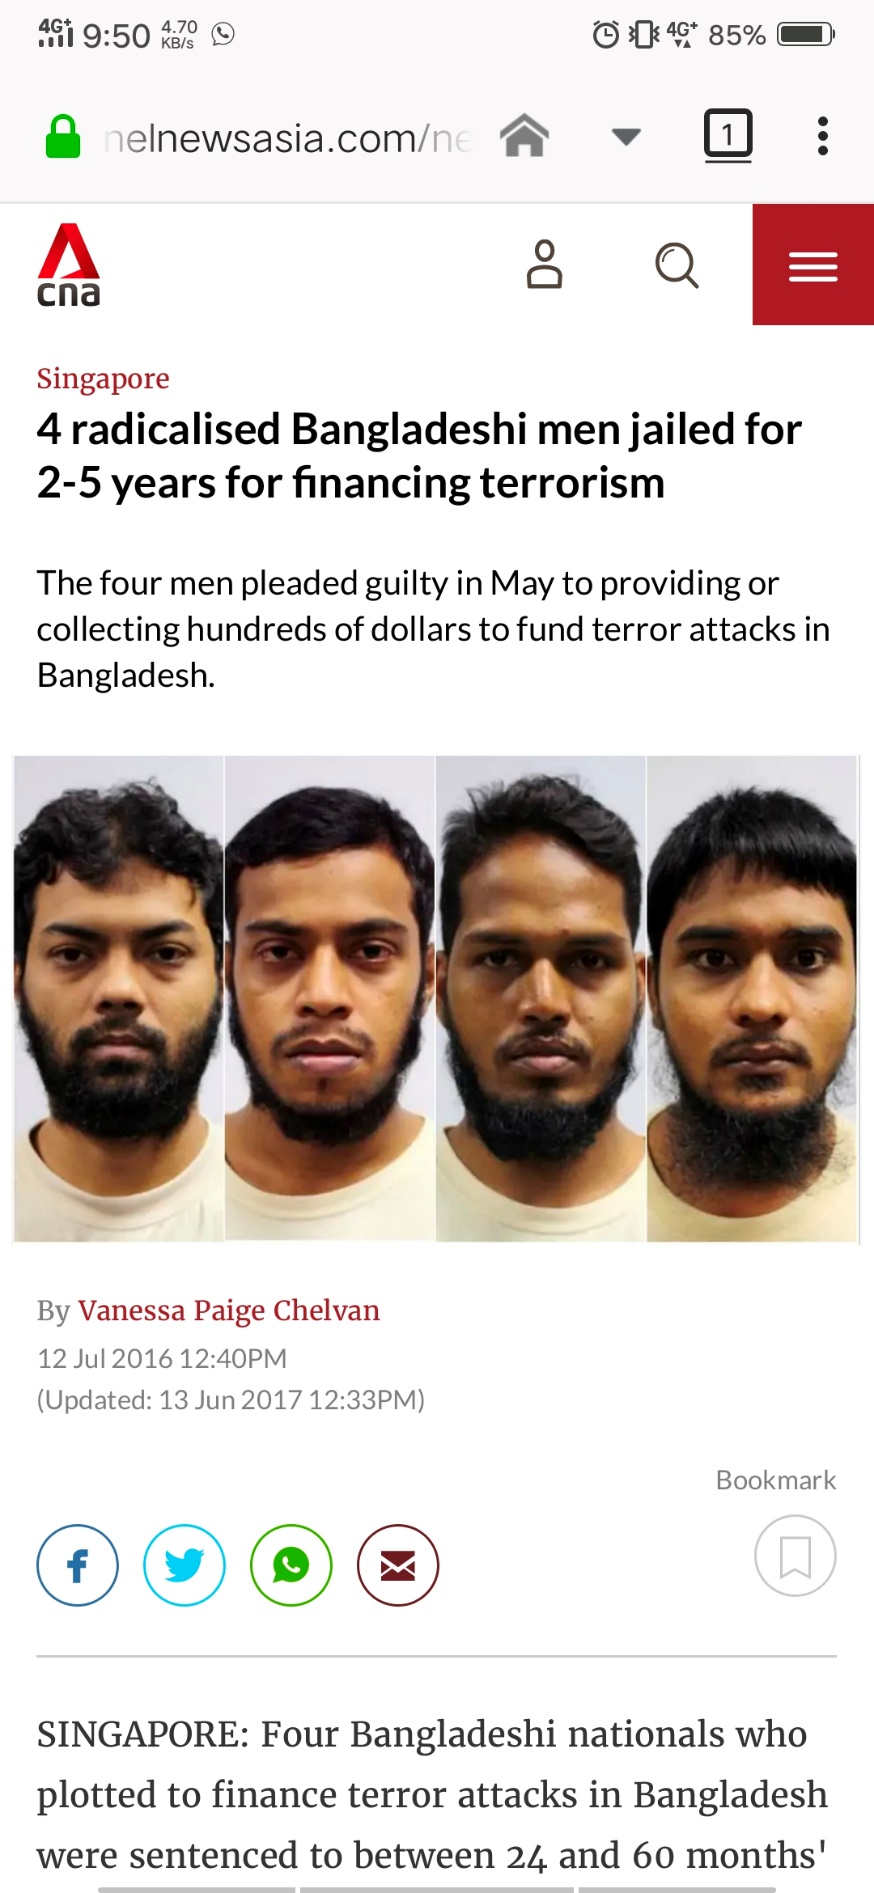 4G+ 9:50 4.70 KB/s 4G+ 85%
nelnewsasia.com/ne 1
cna
Singapore
4 radicalised Bangladeshi men jailed for
2-5 years for financing terrorism
The four men pleaded guilty in May to providing or
collecting hundreds of dollars to fund terror attacks in
Bangladesh.
By Vanessa Paige Chelvan
12 Jul 2016 12:40PM
(Updated: 13 Jun 2017 12:33PM)
Bookmark
SINGAPORE: Four Bangladeshi nationals who
plotted to finance terror attacks in Bangladesh
were sentenced to between 24 and 60 months'